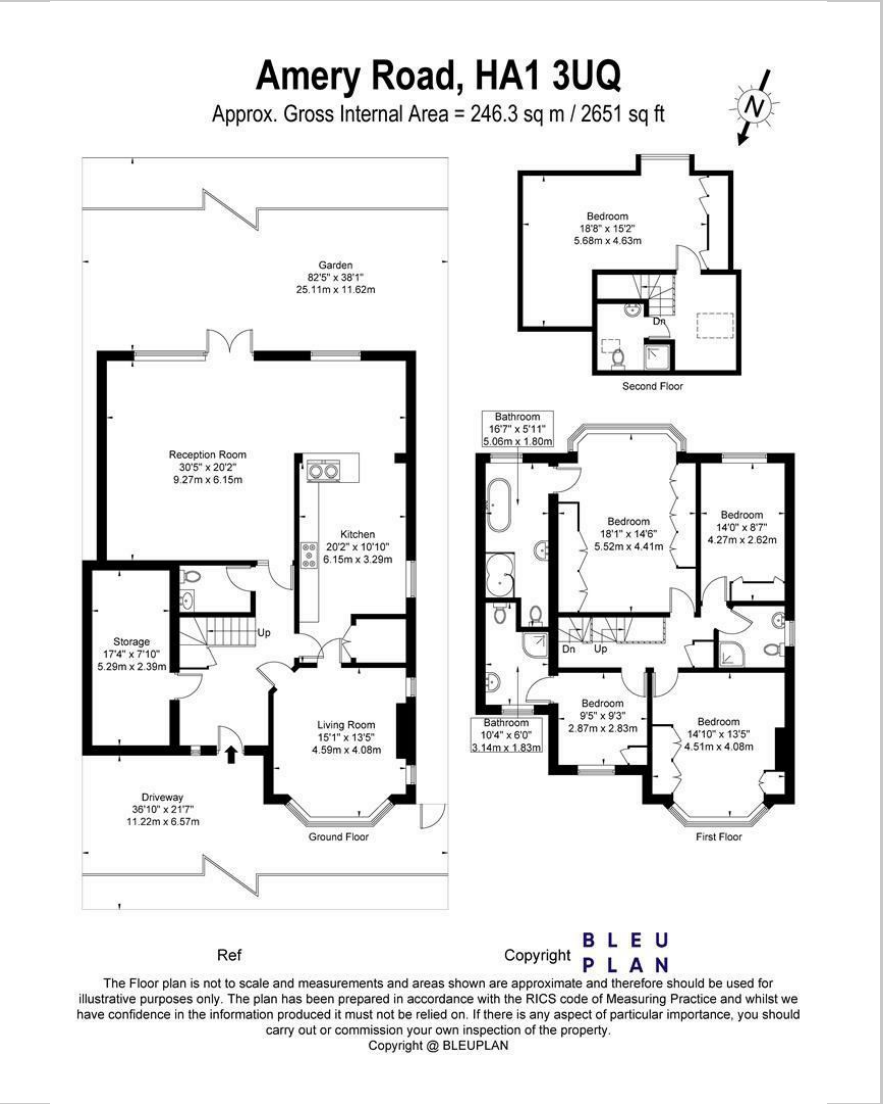 Amery Road, HA1 3UQ
Approx. Gross Internal Area = 246.3 sq m / 2651 sq ft
N
Bedroom
18'8" x 15'2"
5.68m x 4.63m
Dn
Second Floor
Garden
82'5" x 38'1"
25.11m x 11.62m
Reception Room
30'5" x 20'2"
9.27m x 6.15m
Kitchen
20'2" x 10'10"
6.15m x 3.29m
Storage
17'4" x 7'10"
5.29m x 2.39m
Up
Living Room
15'1" x 13'5"
4.59m x 4.08m
Driveway
36'10" x 21'7"
11.22m x 6.57m
Ground Floor
Bathroom
16'7" x 5'11"
5.06m x 1.80m
Bedroom
18'1" x 14'6"
5.52m x 4.41m
Bedroom
14'0" x 8'7"
4.27m x 2.62m
Dn
Up
Bathroom
10'4" x 6'0"
3.14m x 1.83m
Bedroom
9'5" x 9'3"
2.87m x 2.83m
Bedroom
14'10" x 13'5"
4.51m x 4.08m
First Floor
Ref
Copyright
BLEU
PLAN
The Floor plan is not to scale and measurements and areas shown are approximate and therefore should be used for
illustrative purposes only. The plan has been prepared in accordance with the RICS code of Measuring Practice and whilst we
have confidence in the information produced it must not be relied on. If there is any aspect of particular importance, you should
carry out or commission your own inspection of the property.
Copyright @ BLEUPLAN